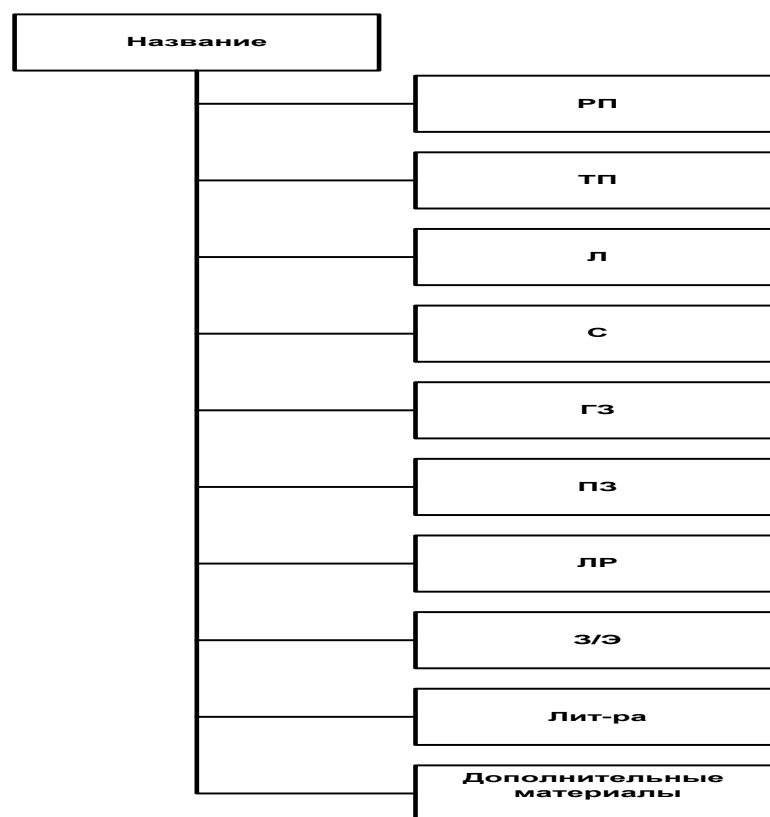 Название
РП
ТП
Л
С
ГЗ
ПЗ
ЛР
З/Э
Лит-ра
Дополнительные
материалы